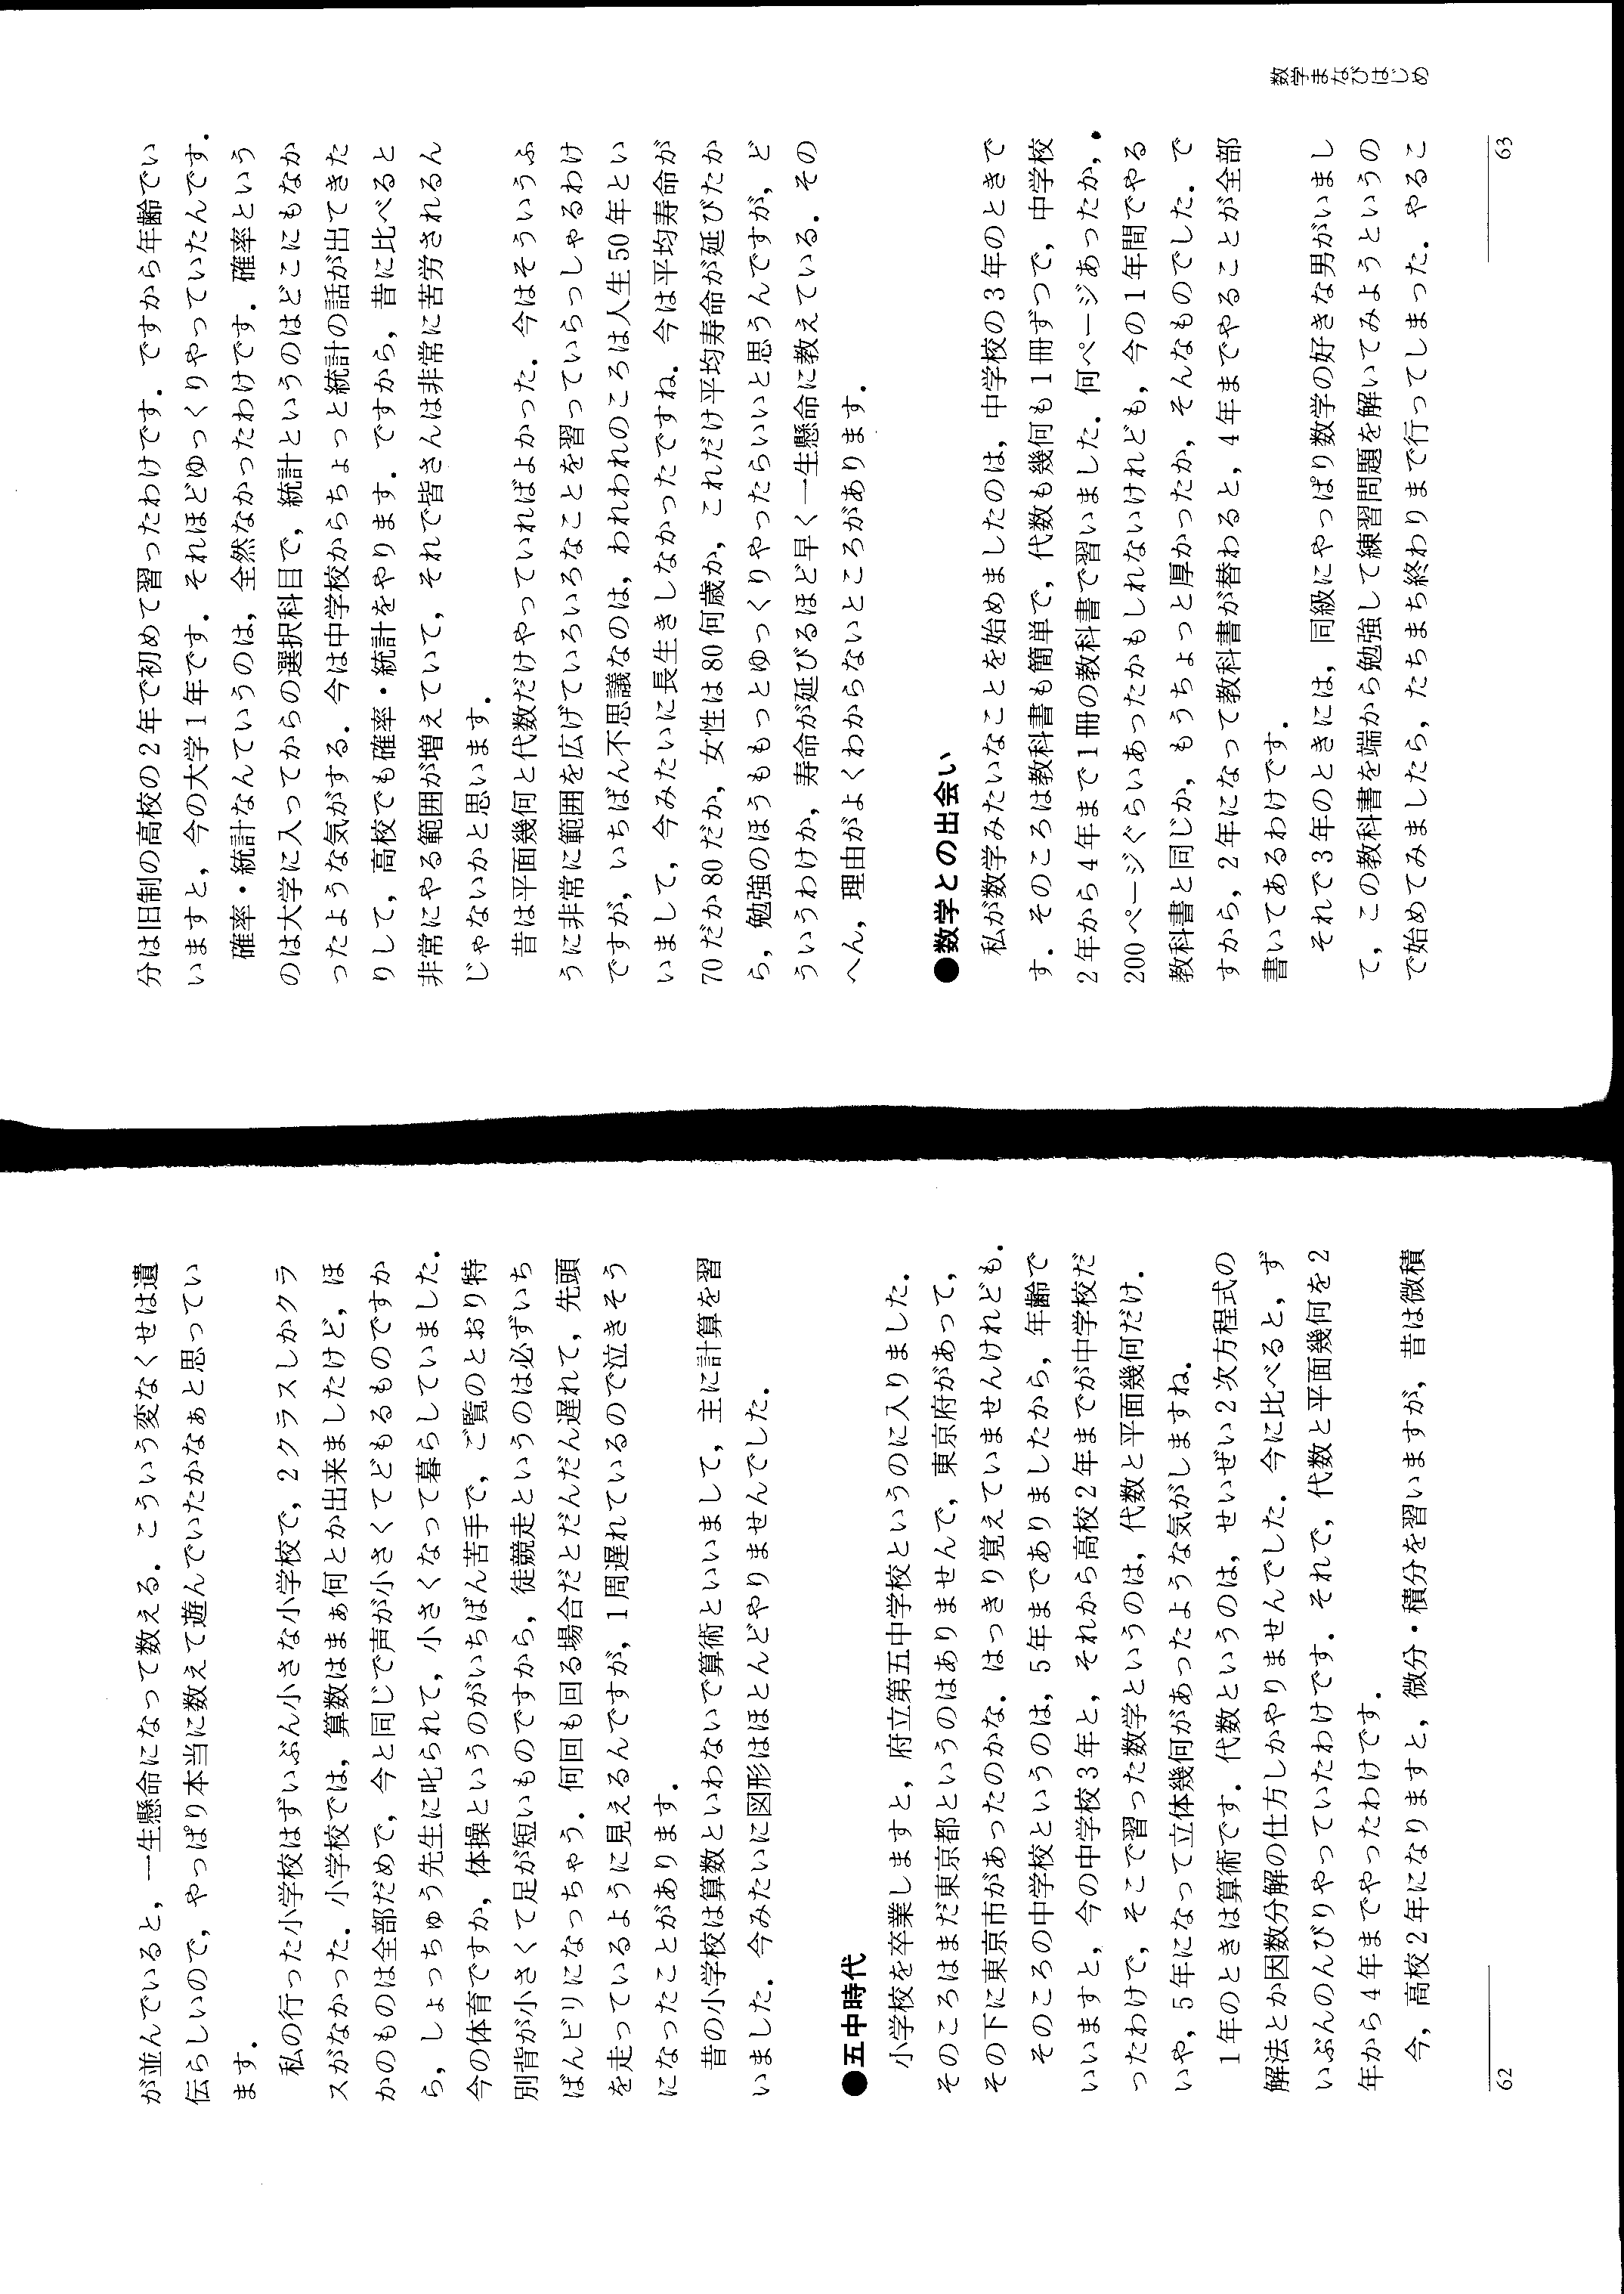 が並んでいると，一生懸命になって数える．こういう変なくせは遺
伝らしいので，やっぱり本当に数えて遊んでいたかなぁと思ってい
ます．
私の行った小学校はずいぶん小さな小学校で，2クラスしかクラ
スがなかった．小学校では，算数はまぁ何とか出来ましたけど，ほ
かのものは全部だめで，今と同じで声が小さくてどもるものですか
ら，しょっちゅう先生に叱られて，小さくなって暮らしていました．
今の体育ですか，体操というのがいちばん苦手で，ご覧のとおり特
別背が小さくて足が短いものですから，徒競走というのは必ずいち
ばんビリになっちゃう．何回も回る場合だとだんだん遅れて，先頭
を走っているように見えるんですが，1周遅れているので泣きそう
になったことがあります．
昔の小学校は算数といわないで算術といいまして，主に計算を習
いました．今みたいに図形はほとんどやりませんでした．
●五中時代
小学校を卒業しますと，府立第五中学校というのに入りました．
そのころはまだ東京都というのはありませんで，東京府があって，
その下に東京市があったのかな．はっきり覚えていませんけれども．
そのころの中学校というのは，5年までありましたから，年齢で
いいますと，今の中学校3年と，それから高校2年までが中学校だ
ったわけで，そこで習った数学というのは，代数と平面幾何だけ．
いや，5年になって立体幾何があったような気がしますね．
1年のときは算術です．代数というのは，せいぜい2次方程式の
解法とか因数分解の仕方しかやりませんでした．今に比べると，ず
いぶんのんびりやっていたわけです．それで，代数と平面幾何を2
年から4年までやったわけです．
今，高校2年になりますと，微分・積分を習いますが，昔は微積
62
分は旧制の高校の2年で初めて習ったわけです．ですから年齢でい
いますと，今の大学1年です．それほどゆっくりやっていたんです．
確率・統計なんていうのは，全然なかったわけです．確率という
のは大学に入ってからの選択科目で，統計というのはどこにもなか
ったような気がする．今は中学校からちょっと統計の話が出てきた
りして，高校でも確率・統計をやります．ですから，昔に比べると
非常にやる範囲が増えていて，それで皆さんは非常に苦労されるん
じゃないかと思います．
昔は平面幾何と代数だけやっていればよかった．今はそういうふ
うに非常に範囲を広げていろいろなことを習っていらっしゃるわけ
ですが，いちばん不思議なのは，われわれのころは人生50年とい
いまして，今みたいに長生きしなかったですね．今は平均寿命が
70だか80だか，女性は80何歳か，これだけ平均寿命が延びたか
ら，勉強のほうももっとゆっくりやったらいいと思うんですが，ど
ういうわけか，寿命が延びるほど早く一生懸命に教えている．その
へん，理由がよくわからないところがあります．
●数学との出会い
私が数学みたいなことを始めましたのは，中学校の3年のときで
す．そのころは教科書も簡単で，代数も幾何も1冊ずつで，中学校
2年から4年まで1冊の教科書で習いました．何ページあったか，．
200ページぐらいあったかもしれないけれども，今の1年間でやる
教科書と同じか，もうちょっと厚かったか，そんなものでした．で
すから，2年になって教科書が替わると，4年までやることが全部
書いてあるわけです．
それで3年のときには，同級にやっぱり数学の好きな男がいまし
て，この教科書を端から勉強して練習問題を解いてみようというの
で始めてみましたら，たちまち終わりまで行ってしまった．やるこ
数学まなびはじめ
63